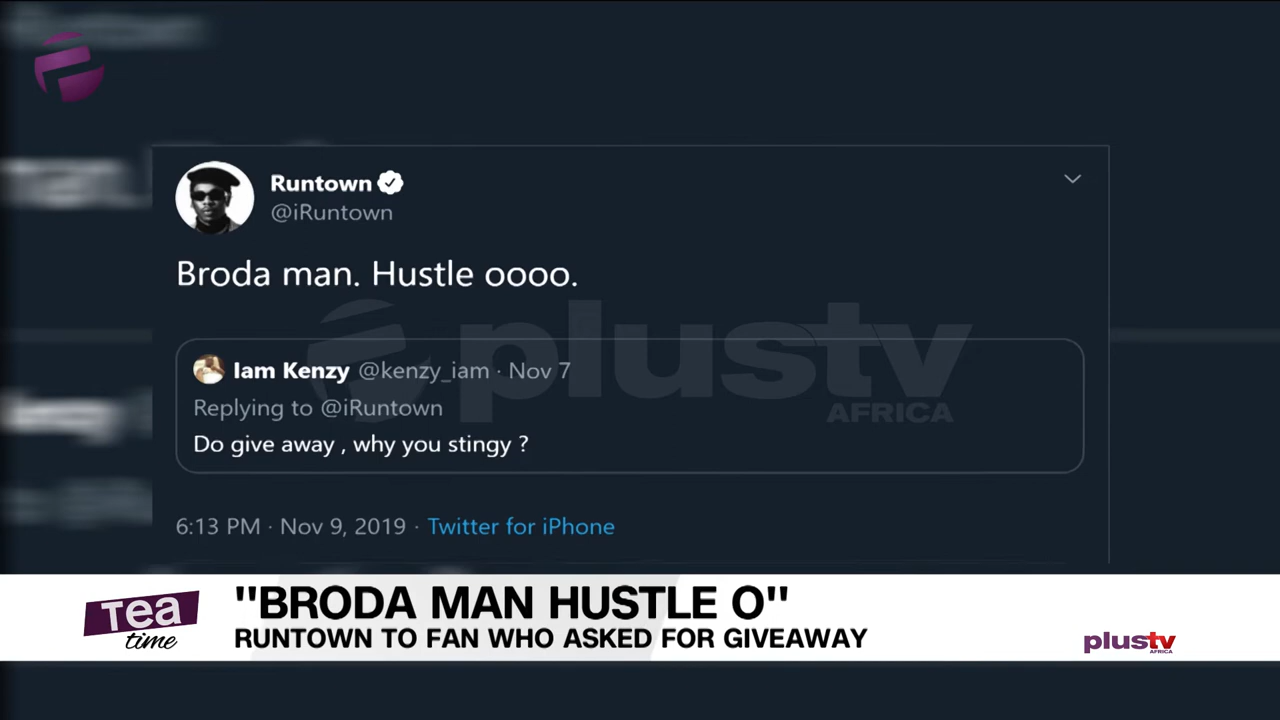 Runtown
@iRuntown
Broda man. Hustle oooo.
plustv
AFRICA
Iam Kenzy @kenzy_iam · Nov 7
Replying to @iRuntown
Do give away , why you stingy ?
6:13 PM · Nov 9, 2019 · Twitter for iPhone
Tea
time
"BRODA MAN HUSTLE O"
RUNTOWN TO FAN WHO ASKED FOR GIVEAWAY
plustv
AFRICA